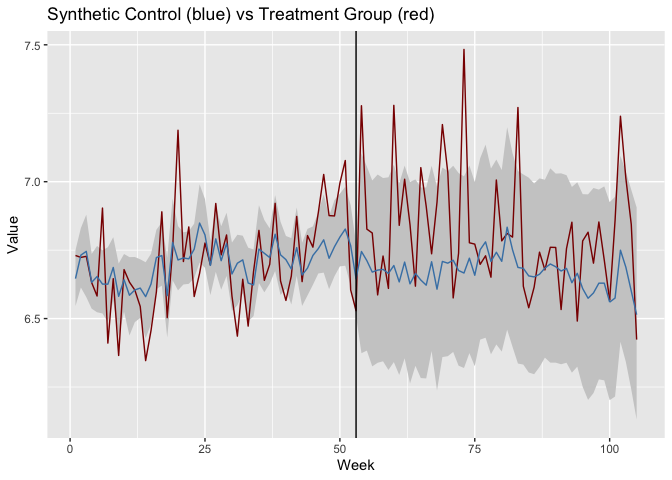 Synthetic Control (blue) vs Treatment Group (red)
7.5
7.0
6.5
Value
0 25 50 75 100
Week